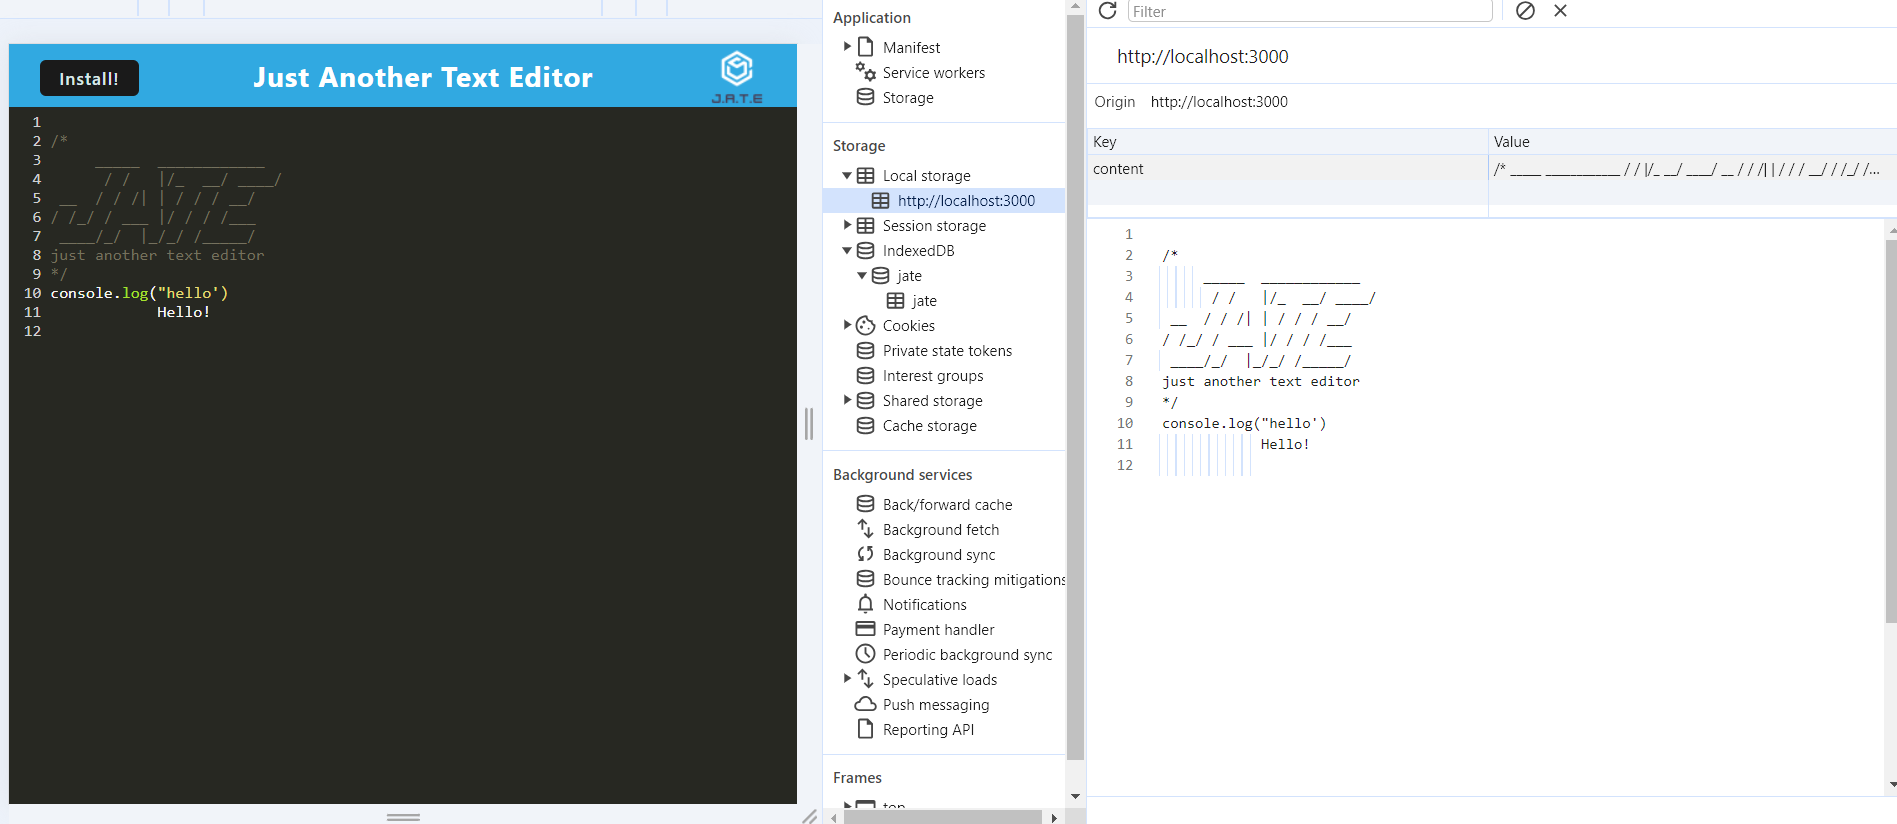 Install!
Just Another Text Editor
J.A.T.E
1
2 /*
3      _____  ____________
4       / /   |/_  __/ ____/
5  __  / / /| | / / / __/
6 / /_/ / ___ |/ / / /___
7  ____/_/  |_/_/ /_____/
8 just another text editor
9 */
10 console.log("hello')
11             Hello!
12
Application
Manifest
Service workers
Storage
Storage
Local storage
http://localhost:3000
Session storage
IndexedDB
jate
jate
Cookies
Private state tokens
Interest groups
Shared storage
Cache storage
Background services
Back/forward cache
Background fetch
Background sync
Bounce tracking mitigations
Notifications
Payment handler
Periodic background sync
Speculative loads
Push messaging
Reporting API
Frames
top
Filter
http://localhost:3000
Origin http://localhost:3000
Key Value
content /* _____ ____________ / / |/_ __/ ____/ __ / / /| | / / / __/ / /_/ /…
1
2 /*
3      _____  ____________
4       / /   |/_  __/ ____/
5  __  / / /| | / / / __/
6 / /_/ / ___ |/ / / /___
7  ____/_/  |_/_/ /_____/
8 just another text editor
9 */
10 console.log("hello')
11             Hello!
12